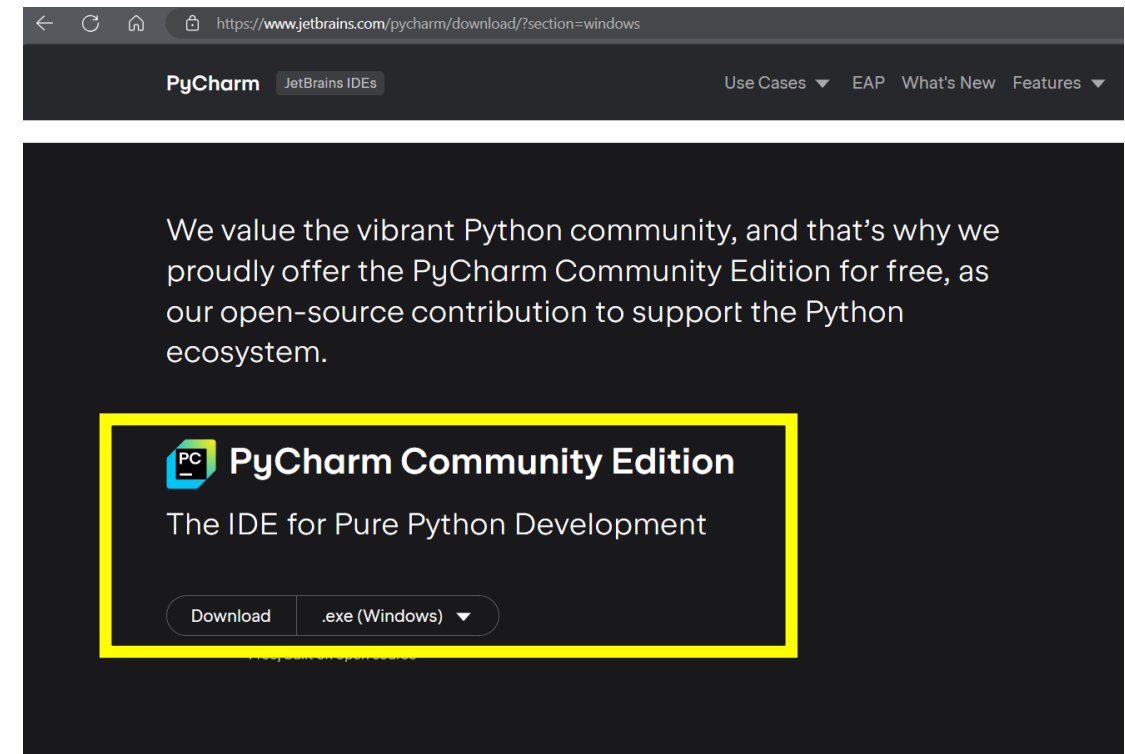 https://www.jetbrains.com/pycharm/download/?section=windows
PyCharm JetBrains IDEs Use Cases EAP What's New Features
We value the vibrant Python community, and that's why we
proudly offer the PyCharm Community Edition for free, as
our open-source contribution to support the Python
ecosystem.
PC PyCharm Community Edition
The IDE for Pure Python Development
Download .exe (Windows)